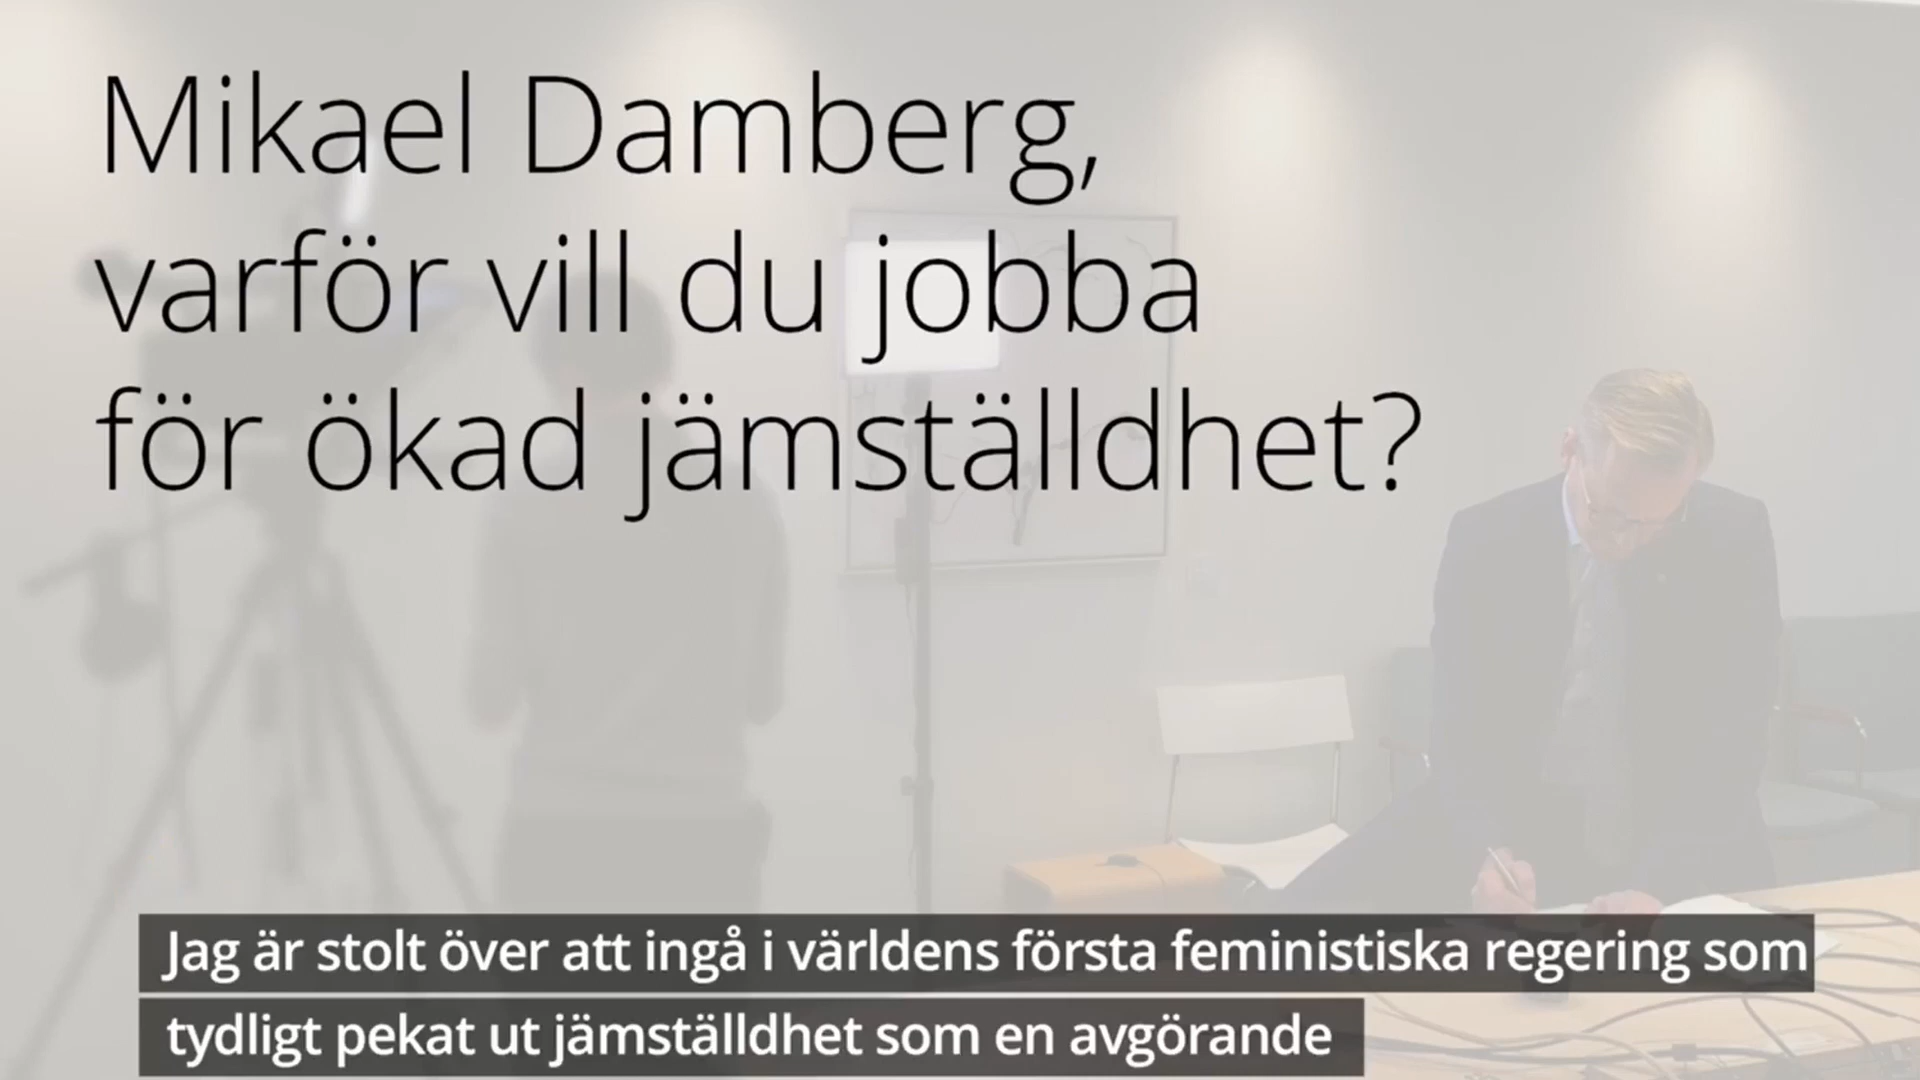 Mikael Damberg,
varför vill du jobba
för ökad jämställdhet?
Jag är stolt över att ingå i världens första feministiska regering som
tydligt pekat ut jämställdhet som en avgörande